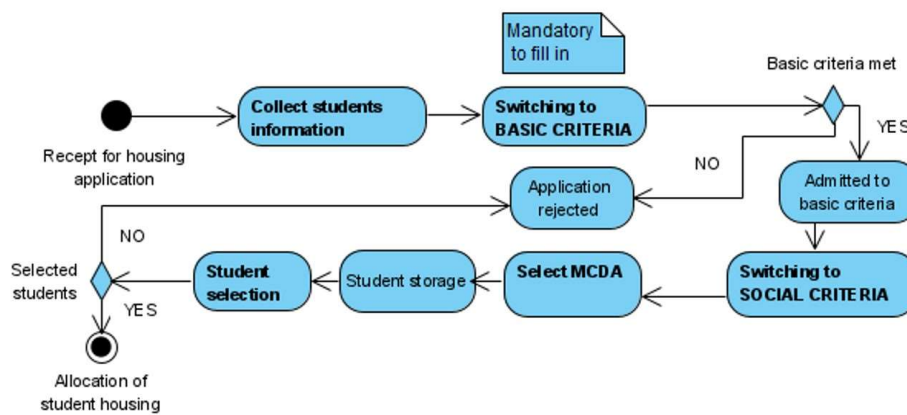 Mandatory
to fill in
Basic criteria met
Collect students
information
Switching to
BASIC CRITERIA
YES
Recept for housing
application
NO
Application
rejected
Admitted to
basic criteria
NO
Selected
students
Student
selection
Student storage
Select MCDA
Switching to
SOCIAL CRITERIA
YES
Allocation of
student housing